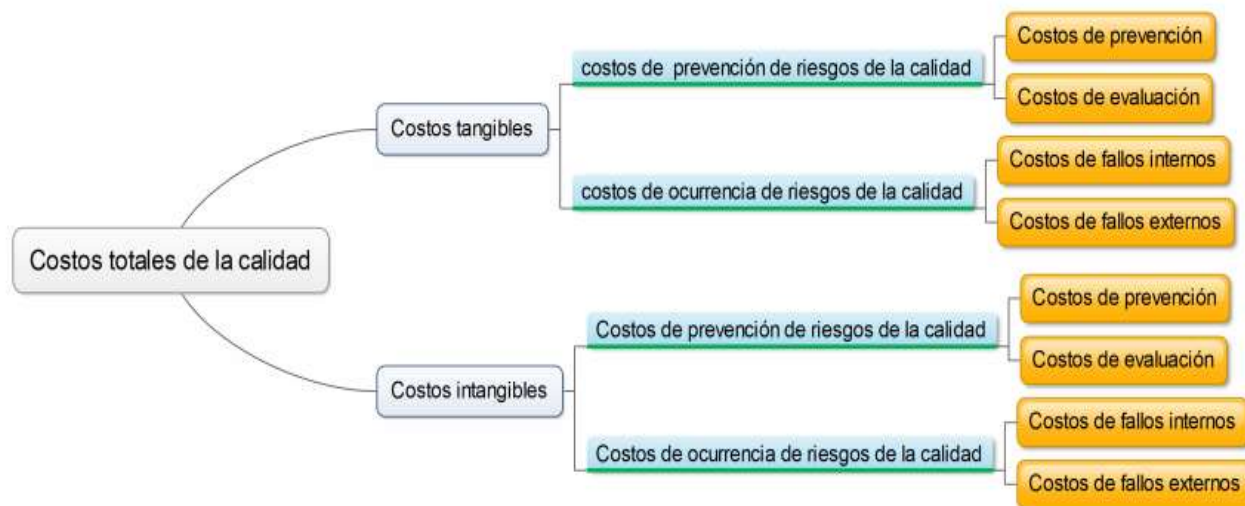 Costos totales de la calidad
Costos tangibles
costos de prevención de riesgos de la calidad
Costos de prevención
Costos de evaluación
costos de ocurrencia de riesgos de la calidad
Costos de fallos internos
Costos de fallos externos
Costos intangibles
Costos de prevención de riesgos de la calidad
Costos de prevención
Costos de evaluación
Costos de ocurrencia de riesgos de la calidad
Costos de fallos internos
Costos de fallos externos